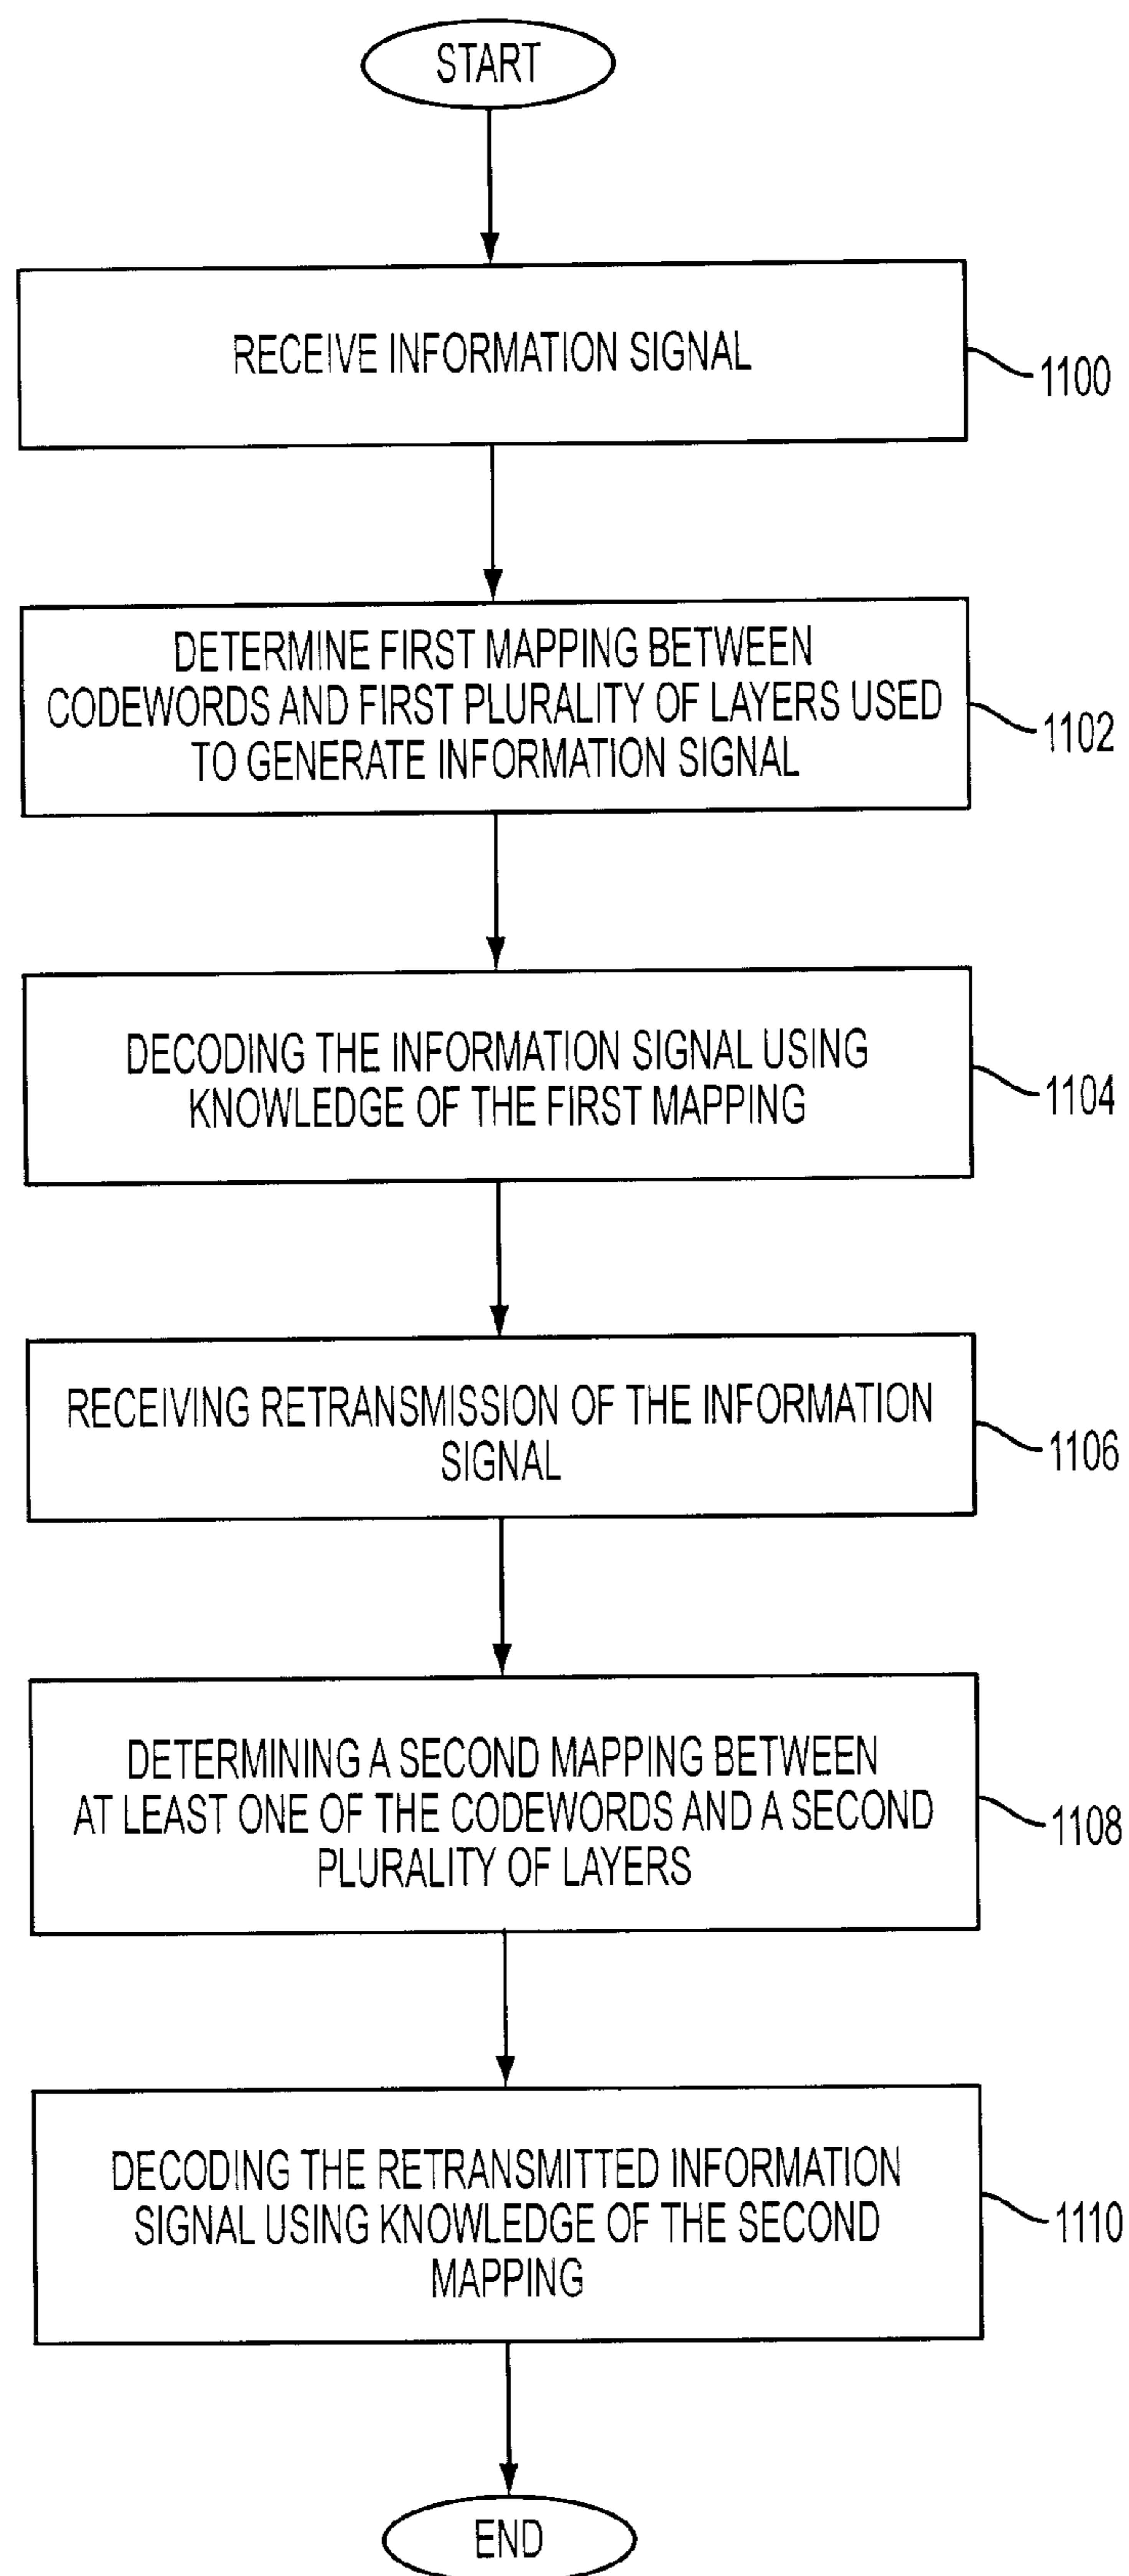 START
RECEIVE INFORMATION SIGNAL
1100
DETERMINE FIRST MAPPING BETWEEN
CODEWORDS AND FIRST PLURALITY OF LAYERS USED
TO GENERATE INFORMATION SIGNAL
1102
DECODING THE INFORMATION SIGNAL USING
KNOWLEDGE OF THE FIRST MAPPING
1104
RECEIVING RETRANSMISSION OF THE INFORMATION
SIGNAL
1106
DETERMINING A SECOND MAPPING BETWEEN
AT LEAST ONE OF THE CODEWORDS AND A SECOND
PLURALITY OF LAYERS
1108
DECODING THE RETRANSMITTED INFORMATION
SIGNAL USING KNOWLEDGE OF THE SECOND
MAPPING
1110
END